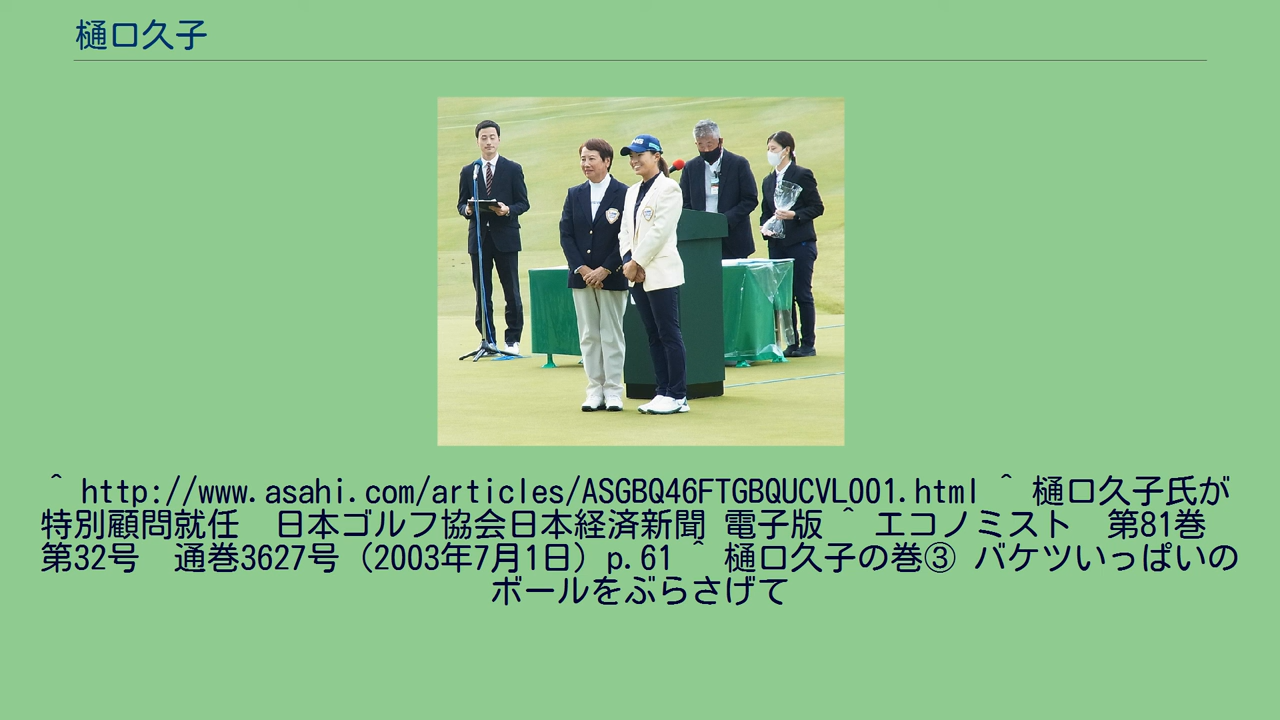 樋口久子
^ http://www.asahi.com/articles/ASGBQ46FTGBQUCVL001.html ^ 樋口久子氏が
特別顧問就任　日本ゴルフ協会日本経済新聞 電子版 ^ エコノミスト　第81巻
第32号　通巻3627号（2003年7月1日）p.61 ^ 樋口久子の巻③ バケツいっぱいの
ボールをぶらさげて